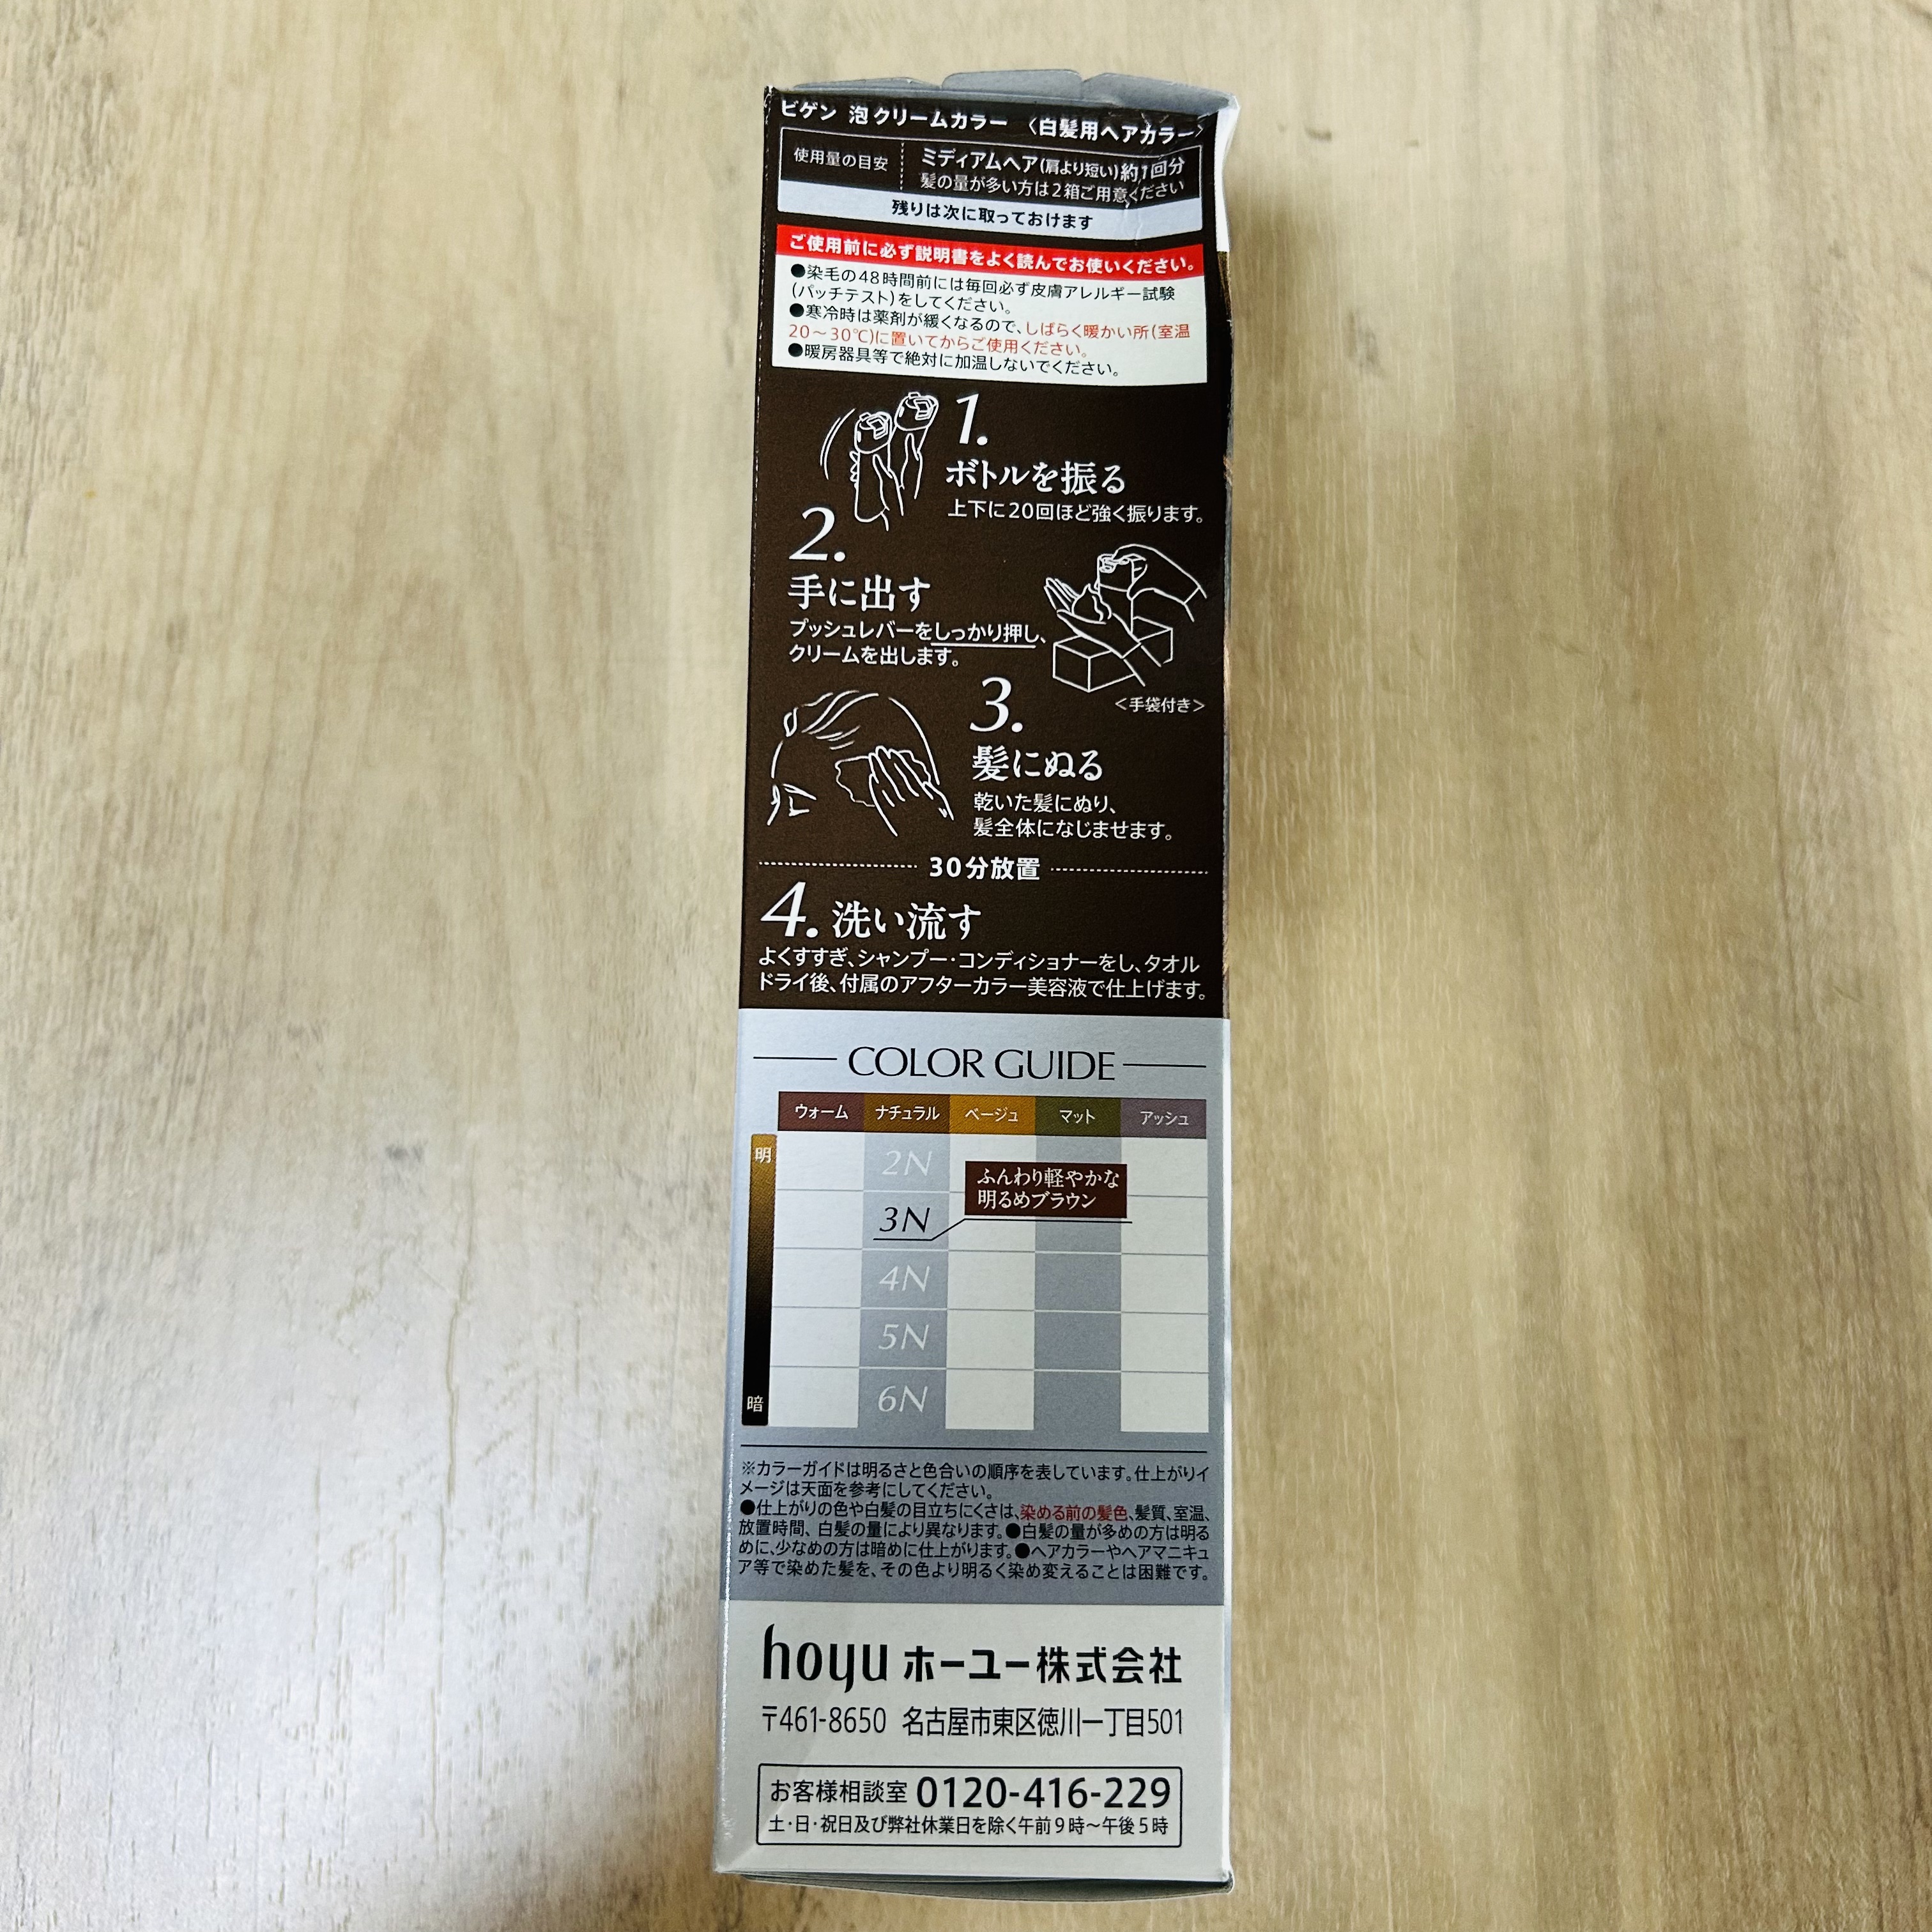 ビゲン 泡クリームカラー 〈白髪用ヘアカラー〉
使用量の目安
ミディアムヘア(肩より短い)約1回分
髪の量が多い方は2箱ご用意ください
残りは次に取っておけます
ご使用前に必ず説明書をよく読んでお使いください。
●染毛の48時間前には毎回必ず皮膚アレルギー試験
(パッチテスト)をしてください。
●寒冷時は薬剤が緩くなるので、しばらく暖かい所(室温
20～30℃)に置いてからご使用ください。
●暖房器具等で絶対に加温しないでください。
1.
ボトルを振る
上下に20回ほど強く振ります。
2.
手に出す
プッシュレバーをしっかり押し、
クリームを出します。
＜手袋付き＞
3.
髪にぬる
乾いた髪にぬり、
髪全体になじませます。
30分放置
4. 洗い流す
よくすすぎ、シャンプー・コンディショナーをし、タオル
ドライ後、付属のアフターカラー美容液で仕上げます。
COLOR GUIDE
ウォーム ナチュラル ベージュ マット アッシュ
明
2N
ふんわり軽やかな
明るめブラウン
3N
4N
5N
6N
暗
※カラーガイドは明るさと色合いの順序を表しています。仕上がりイ
メージは天面を参考にしてください。
●仕上がりの色や白髪の目立ちにくさは、染める前の髪色、髪質、室温、
放置時間、白髪の量により異なります。●白髪の量が多めの方は明る
めに、少なめの方は暗めに仕上がります。●ヘアカラーやヘアマニキュ
ア等で染めた髪を、その色より明るく染め変えることは困難です。
hoyu ホーユー株式会社
〒461-8650 名古屋市東区徳川一丁目501
お客様相談室 0120-416-229
土・日・祝日及び弊社休業日を除く午前9時～午後5時